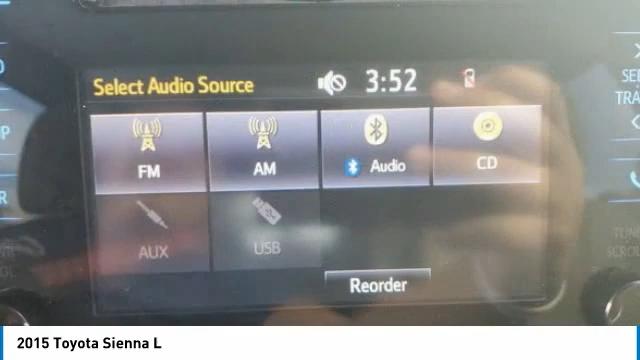 Select Audio Source
3:52
FM
AM
Audio
CD
AUX
USB
Reorder
2015 Toyota Sienna L